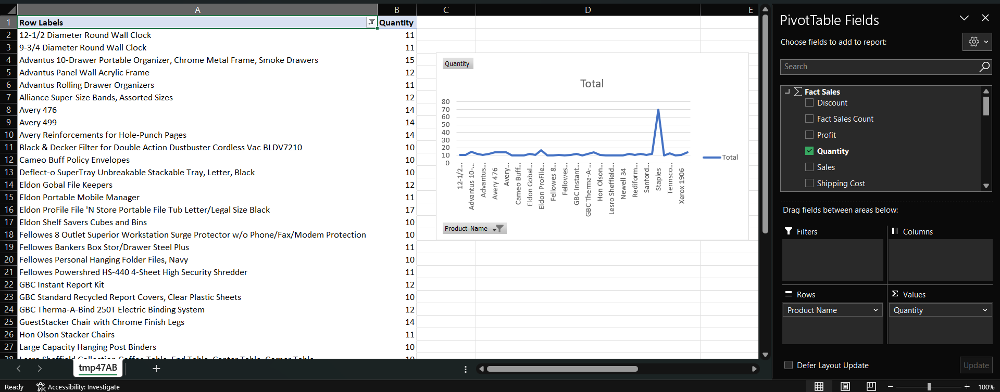 A B C D E
1 Row Labels Quantity
2 12-1/2 Diameter Round Wall Clock 11
3 9-3/4 Diameter Round Wall Clock 11
4 Advantus 10-Drawer Portable Organizer, Chrome Metal Frame, Smoke Drawers 15
5 Advantus Panel Wall Acrylic Frame 12
6 Advantus Rolling Drawer Organizers 11
7 Alliance Super-Size Bands, Assorted Sizes 12
8 Avery 476 14
9 Avery 499 14
10 Avery Reinforcements for Hole-Punch Pages 14
11 Black & Decker Filter for Double Action Dustbuster Cordless Vac BLDV7210 10
12 Cameo Buff Policy Envelopes 10
13 Deflect-o SuperTray Unbreakable Stackable Tray, Letter, Black 10
14 Eldon Gobal File Keepers 12
15 Eldon Portable Mobile Manager 11
16 Eldon ProFile File 'N Store Portable File Tub Letter/Legal Size Black 17
17 Eldon Shelf Savers Cubes and Bins 10
18 Fellowes 8 Outlet Superior Workstation Surge Protector w/o Phone/Fax/Modem Protection 10
19 Fellowes Bankers Box Stor/Drawer Steel Plus 11
20 Fellowes Personal Hanging Folder Files, Navy 10
21 Fellowes Powershred HS-440 4-Sheet High Security Shredder 11
22 GBC Instant Report Kit 12
23 GBC Standard Recycled Report Covers, Clear Plastic Sheets 10
24 GBC Therma-A-Bind 250T Electric Binding System 12
25 GuestStacker Chair with Chrome Finish Legs 14
26 Hon Olson Stacker Chairs 11
27 Large Capacity Hanging Post Binders 10
Quantity
Total
80
70
60
50
40
30
20
10
0
Total
12-1/2...
Advantus 10-...
Advantus...
Avery 476
Avery...
Cameo Buff...
Eldon Gobal...
Eldon ProFile...
Fellowes 8...
Fellowes...
GBC Instant...
GBC Therma-A-...
Hon Olson...
Lesro Sheffield...
Newell 34
Rediform...
Sanford...
Staples
Tennsco...
Xerox 1906
Product Name
tmp47AB
Ready
Accessibility: Investigate
100%
PivotTable Fields
Choose fields to add to report:
Search
Fact Sales
Discount
Fact Sales Count
Profit
Quantity
Sales
Shipping Cost
Drag fields between areas below:
Filters
Columns
Rows
Values
Product Name
Quantity
Defer Layout Update
Update